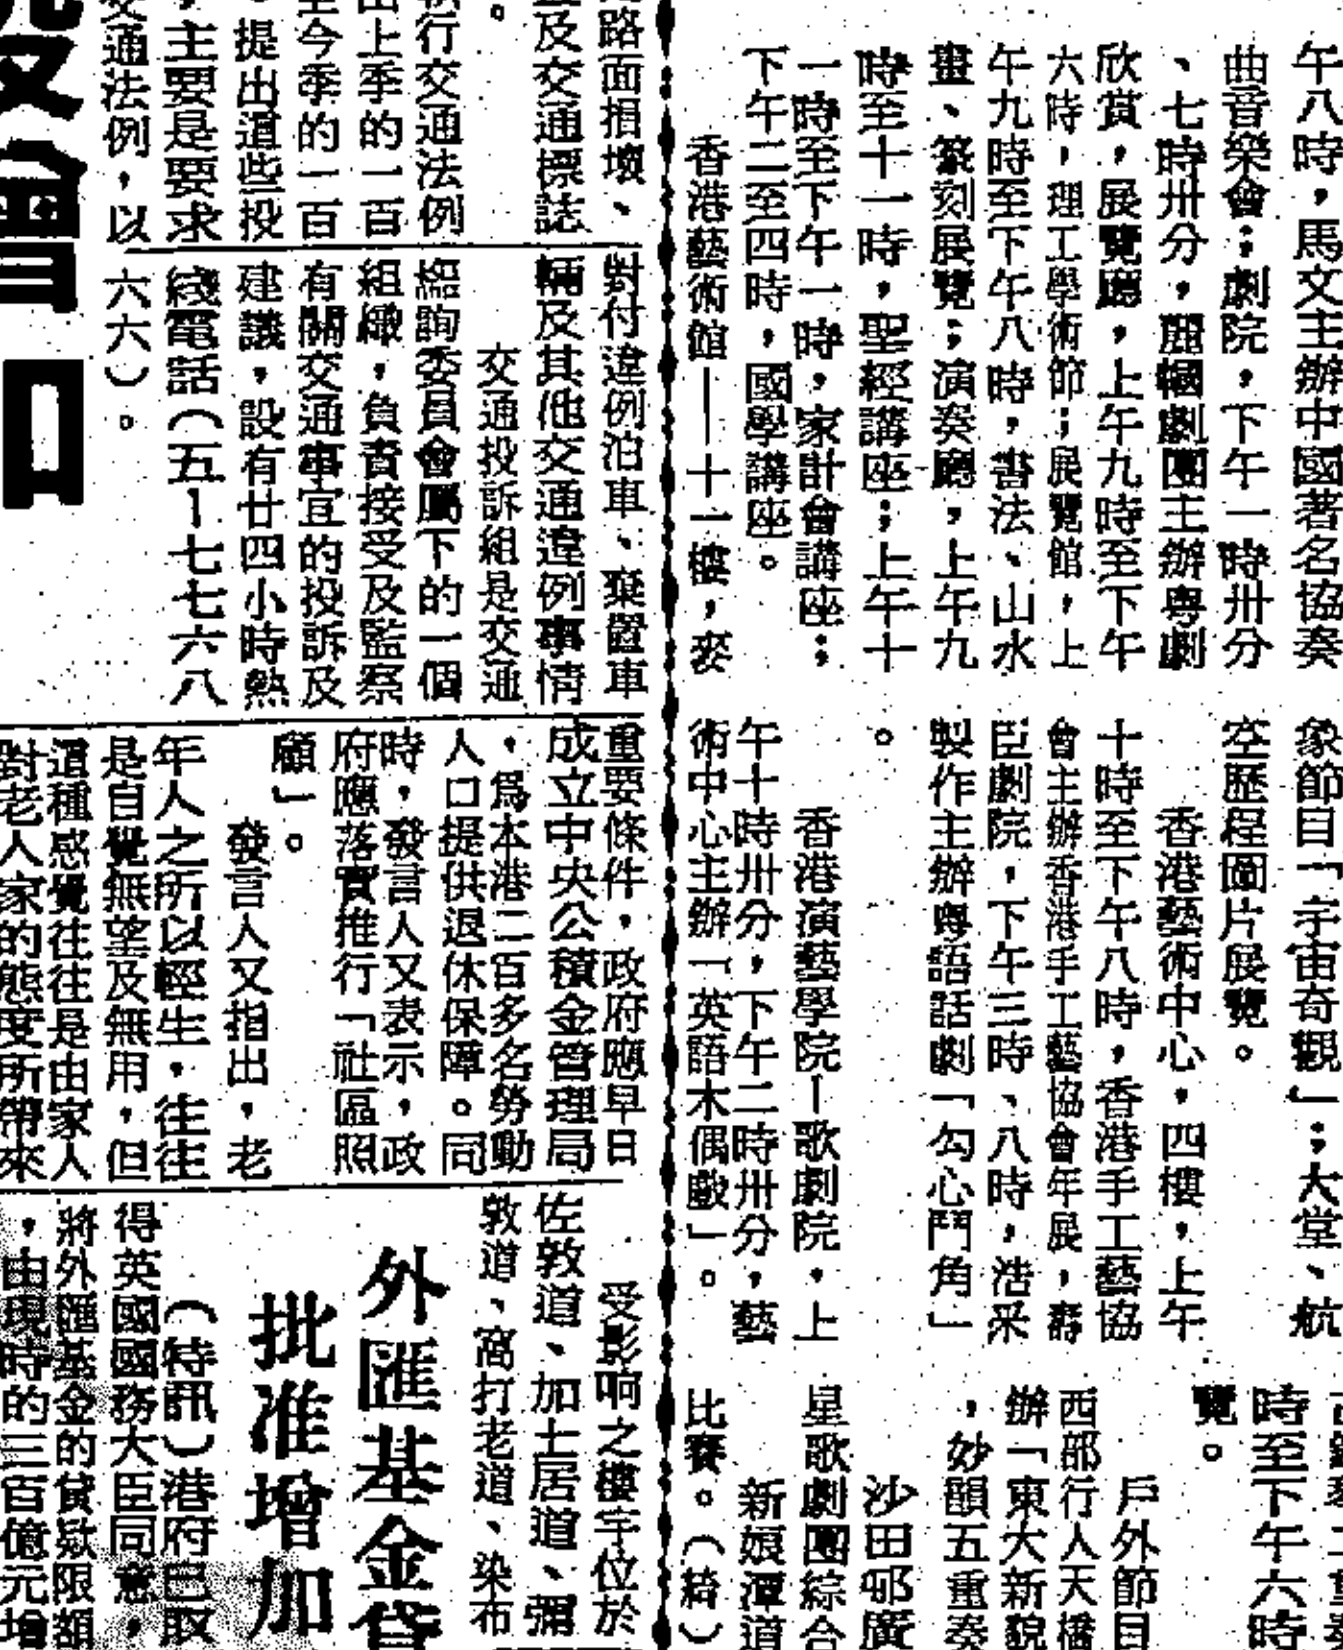 午八時，馬文主辦中國著名協奏
曲音樂會；劇院，下午一時卅分
、七時卅分，麗幗劇團主辦粵劇
欣賞，展覽廳，上午九時至下午
六時，理工學術節；展覽館，上
午九時至下午八時，書法、山水
畫、篆刻展覽；演奏廳，上午九
時至十一時，聖經講座；上午十
一時至下午一時，家計會講座；
下午二至四時，國學講座。
香港藝術館——十一樓，麥
象節目「宇宙奇觀」；大堂、航
空歷程圖片展覽。
香港藝術中心，四樓，上午
十時至下午八時，香港手工藝協
會主辦香港手工藝協會年展，壽
臣劇院，下午三時、八時，浩采
製作主辦粵語話劇「勾心鬥角」
。
香港演藝學院—歌劇院，上
午十時卅分，下午二時卅分，藝
術中心主辦「英語木偶戲」。
時至下午六時
覽。
戶外節目
西部行人天橋
辦「東大新貌
，妙韻五重奏
沙田邨廣
星歌劇團綜合
新娘潭道
比賽。（綺）
路面損壞、
及交通標誌
。
行交通法例
出上季的一百
至今季的一百
，提出這些投
，主要是要求
交通法例，以
投會加
對付違例泊車、棄置車
輛及其他交通違例事情
交通投訴組是交通
諮詢委員會屬下的一個
組織，負責接受及監察
有關交通事宜的投訴及
建議，設有廿四小時熱
綫電話（五—七七六八
六六）。
重要條件，政府應早日
成立中央公積金管理局
，為本港二百多名勞動
人口提供退休保障。同
時，發言人又表示，政
府應落實推行「社區照
顧」。
發言人又指出，老
年人之所以輕生，往往
是自覺無望及無用，但
這種感覺往往是由家人
對老人家的態度所帶來
受影响之樓宇位於
佐敦道、加士居道、彌
敦道、窩打老道、染布
外匯基金貸
批准增加
（特訊）港府已取
得英國國務大臣同意，
將外匯基金的貸款限額
，由現時的三百億元增